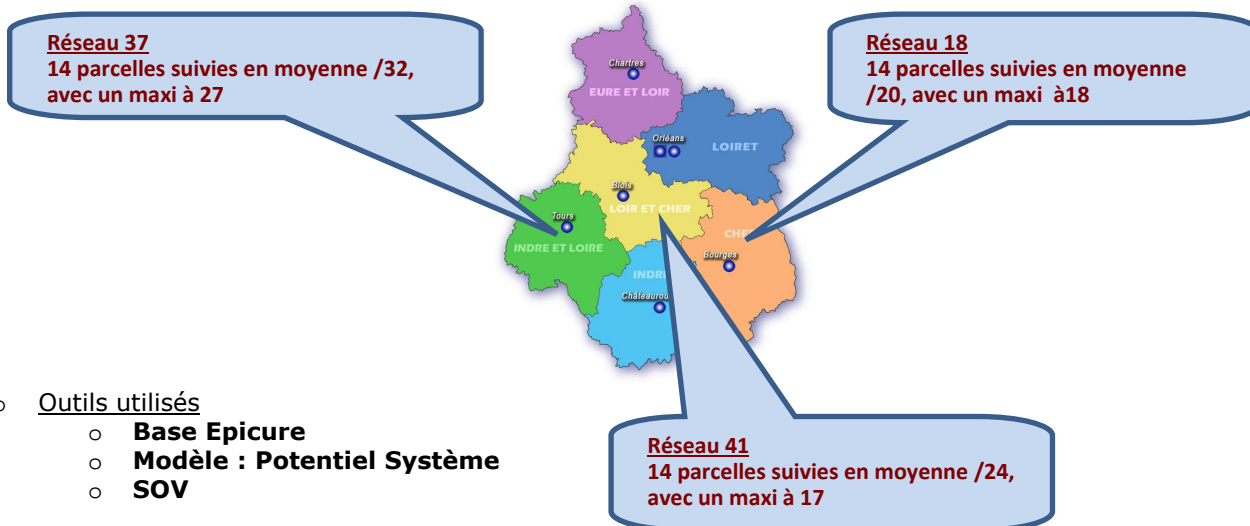 Réseau 37
14 parcelles suivies en moyenne /32,
avec un maxi à 27
Réseau 18
14 parcelles suivies en moyenne
/20, avec un maxi à18
Chartres
EURE ET LOIR
Orléans
LOIRET
Blois
LOIR ET CHER
Tours
INDRE ET LOIRE
CHER
Bourges
INDRE
o Outils utilisés
o Base Epicure
o Modèle : Potentiel Système
o SOV
Réseau 41
14 parcelles suivies en moyenne /24,
avec un maxi à 17